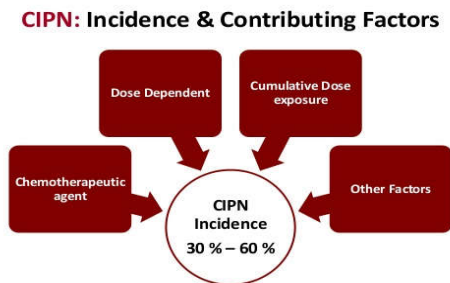 CIPN: Incidence & Contributing Factors
Dose Dependent
Cumulative Dose
exposure
Chemotherapeutic
agent
Other Factors
CIPN
Incidence
30 % – 60 %